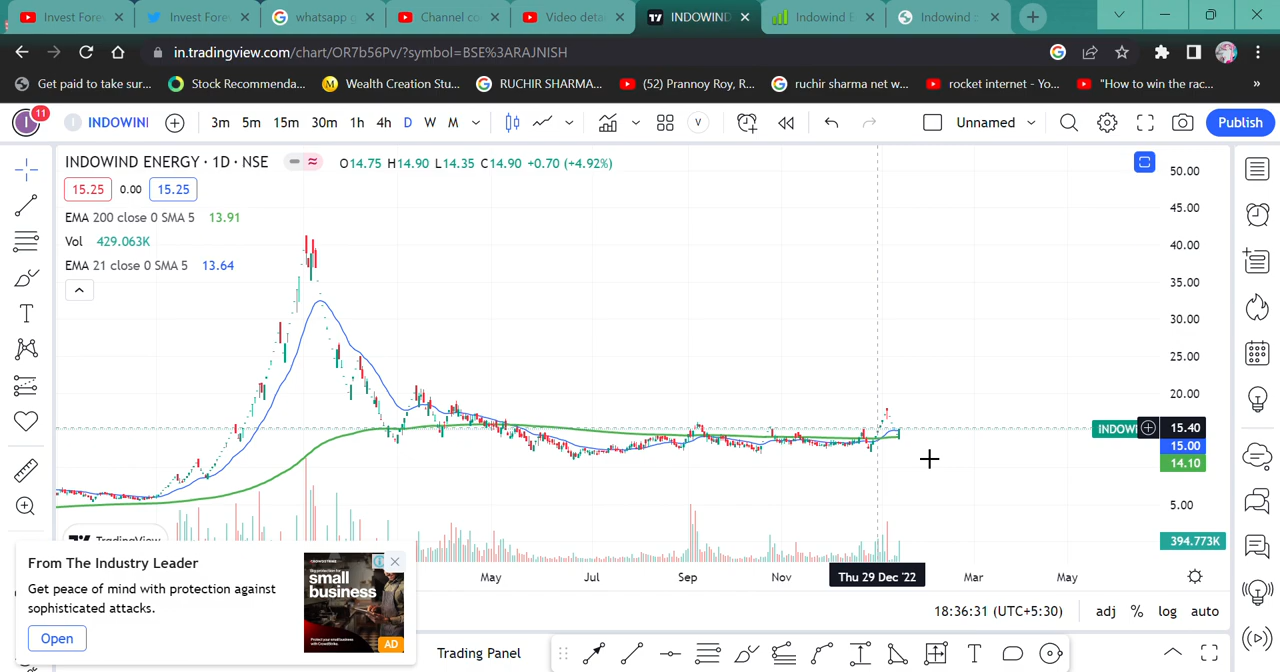 Invest Fore
Invest Fore
whatsapp g
Channel co
Video deta
INDOWIND
Indowind E
Indowind
in.tradingview.com/chart/OR7b56Pv/?symbol=BSE%3ARAJNISH
Get paid to take sur...
Stock Recommenda...
Wealth Creation Stu...
RUCHIR SHARMA...
(52) Prannoy Roy, R...
ruchir sharma net w...
rocket internet - Yo...
"How to win the rac...
»
I
11
I
INDOWINI
3m 5m 15m 30m 1h 4h D W M
V
Unnamed
Publish
INDOWIND ENERGY · 1D · NSE
O14.75 H14.90 L14.35 C14.90 +0.70 (+4.92%)
15.25 0.00 15.25
EMA 200 close 0 SMA 5 13.91
Vol 429.063K
EMA 21 close 0 SMA 5 13.64
50.00
45.00
40.00
35.00
30.00
25.00
20.00
INDOWI
15.40
15.00
14.10
5.00
394.773K
TradingView
May Jul Sep Nov Thu 29 Dec '22 Mar May
18:36:31 (UTC+5:30)
adj % log auto
From The Industry Leader
Get peace of mind with protection against
sophisticated attacks.
Open
small
business
AD
Trading Panel